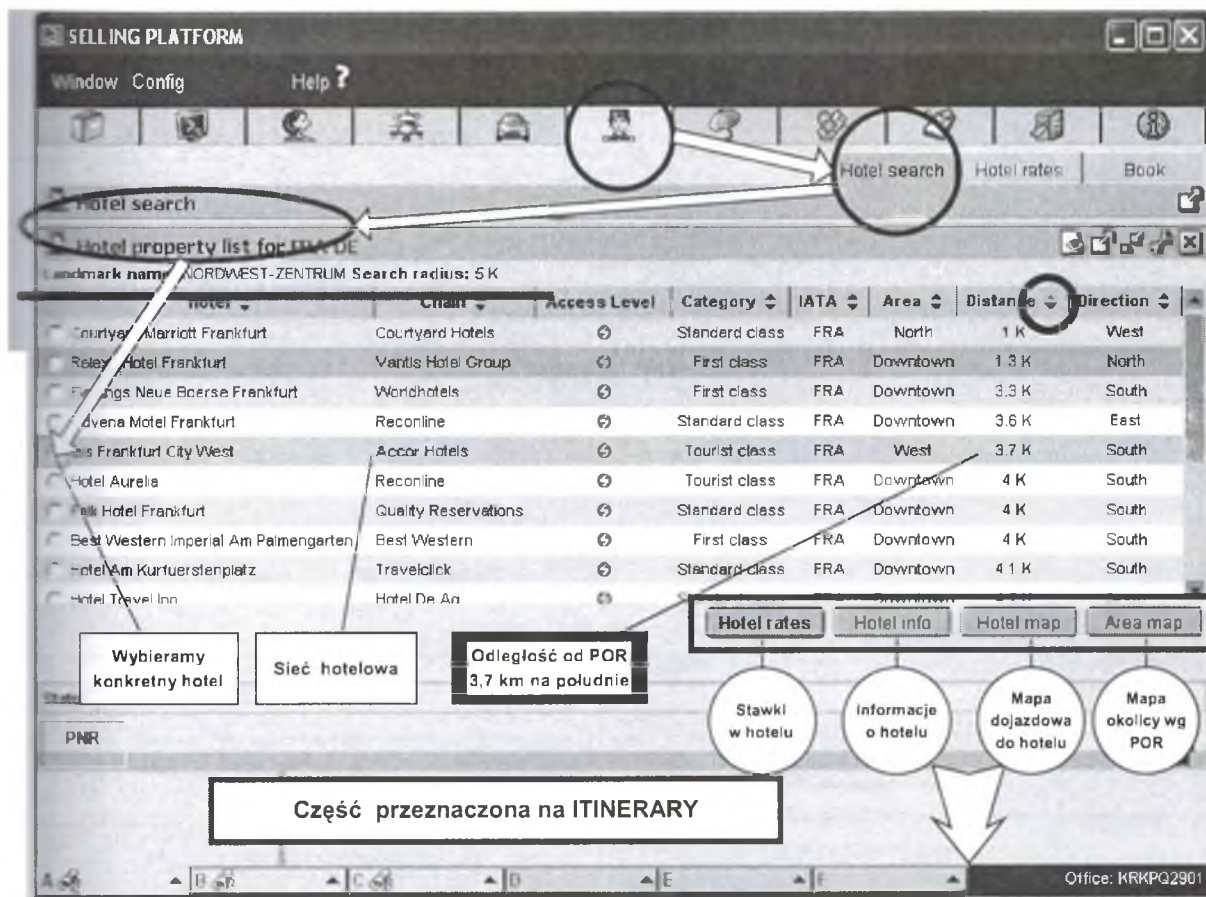 SELLING PLATFORM
Window Config Help ?
Hotel search Hotel rates Book
Hotel search
Hotel property list for FRA DE
Landmark name: NORDWEST-ZENTRUM Search radius: 5 K
Hotel Chain Access Level Category IATA Area Distance Direction
Courtyard Marriott Frankfurt Courtyard Hotels Standard class FRA North 1 K West
Hotel Frankfurt Vantis Hotel Group First class FRA Downtown 1.3 K North
Neue Boerse Frankfurt Worldhotels First class FRA Downtown 3.3 K South
Motel Frankfurt Reconline Standard class FRA Downtown 3.6 K East
Frankfurt City West Accor Hotels Tourist class FRA West 3.7 K South
Hotel Aurelia Reconline Tourist class FRA Downtown 4 K South
Hotel Frankfurt Quality Reservations Standard class FRA Downtown 4 K South
Best Western Imperial Am Palmengarten Best Western First class FRA Downtown 4 K South
Hotel Am Kurfuerstenplatz Travelclick Standard class FRA Downtown 4.1 K South
Hotel Travel Inn Hotel De Ag
Hotel rates Hotel info Hotel map Area map
Wybieramy
konkretny hotel
Sieć hotelowa
Odległość od POR
3,7 km na południe
Stawki
w hotelu
Informacje
o hotelu
Mapa
dojazdowa
do hotelu
Mapa
okolicy wg
POR
PNR
Część przeznaczona na ITINERARY
A B C D E F Office: KRKPQ2901